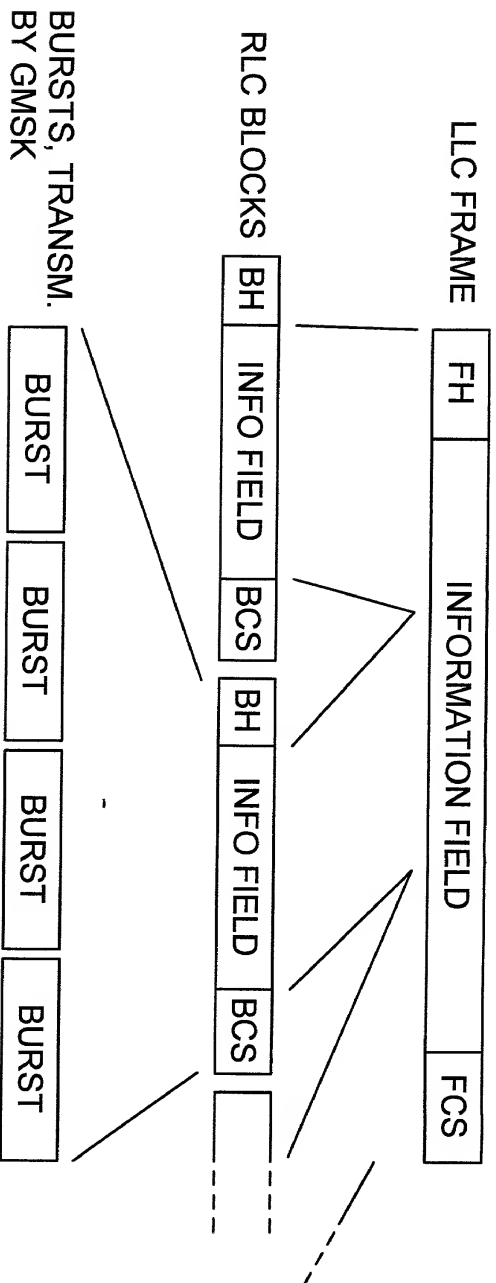 LLC FRAME
FH
INFORMATION FIELD
FCS
RLC BLOCKS
BH
INFO FIELD
BCS
BH
INFO FIELD
BCS
BURSTS, TRANSM.
BY GMSK
BURST
BURST
BURST
BURST